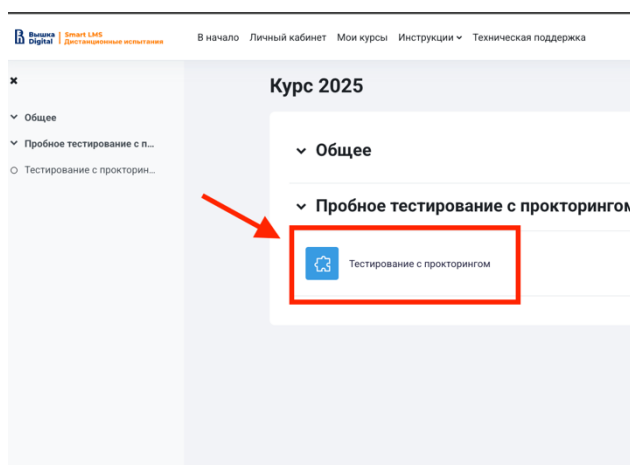 Вышка Digital
Smart LMS
Дистанционные испытания
В начало Личный кабинет Мои курсы Инструкции Техническая поддержка
Общее
Пробное тестирование с п...
Тестирование с прокторин...
Курс 2025
Общее
Пробное тестирование с прокторингом
Тестирование с прокторингом